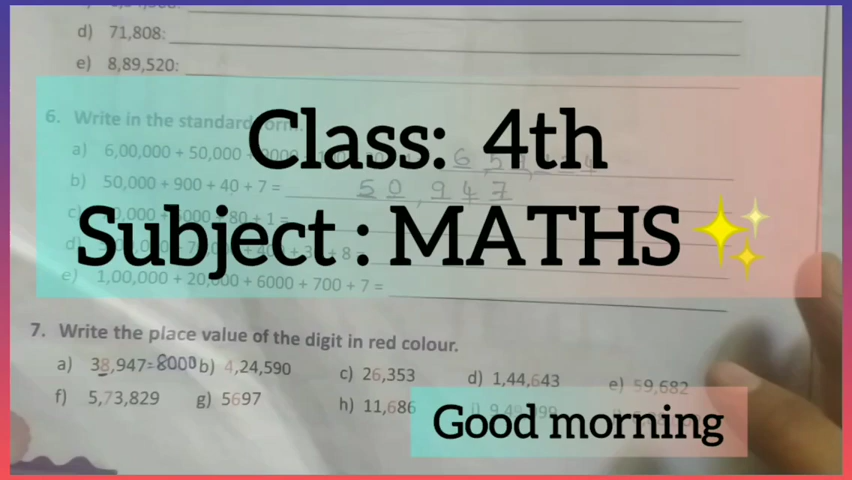 d) 71,808:
e) 8,89,520:
6. Write in the standard form.
Class: 4th
a) 6,00,000 + 50,000
b) 50,000 + 900 + 40 + 7 = 50,947
Subject : MATHS
e) 1,00,000 + 20,000 + 6000 + 700 + 7 =
7. Write the place value of the digit in red colour.
a) 38,947=8000 b) 4,24,590 c) 26,353 d) 1,44,643 e) 59,682
f) 5,73,829 g) 5697 h) 11,686
Good morning